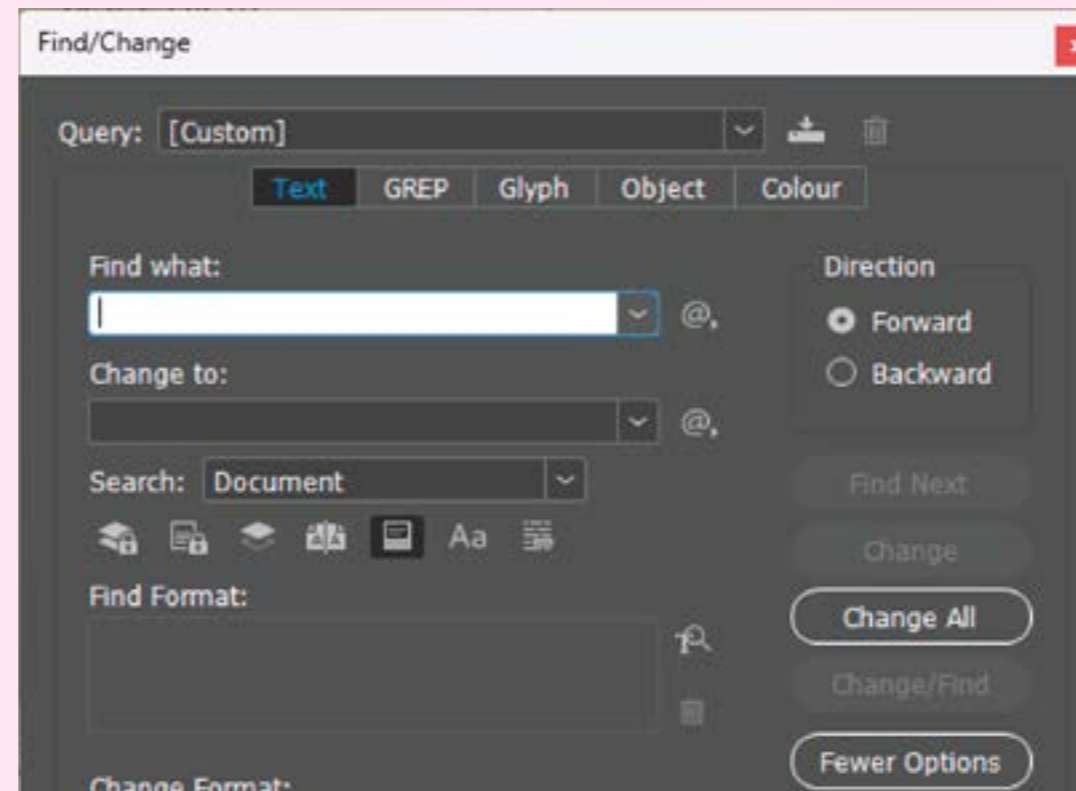 Find/Change
Query: [Custom]
Text GREP Glyph Object Colour
Find what:
@,
Change to:
@,
Search: Document
Aa
Find Format:
Direction
Forward
Backward
Find Next
Change
Change All
Change/Find
Fewer Options
Change Format: